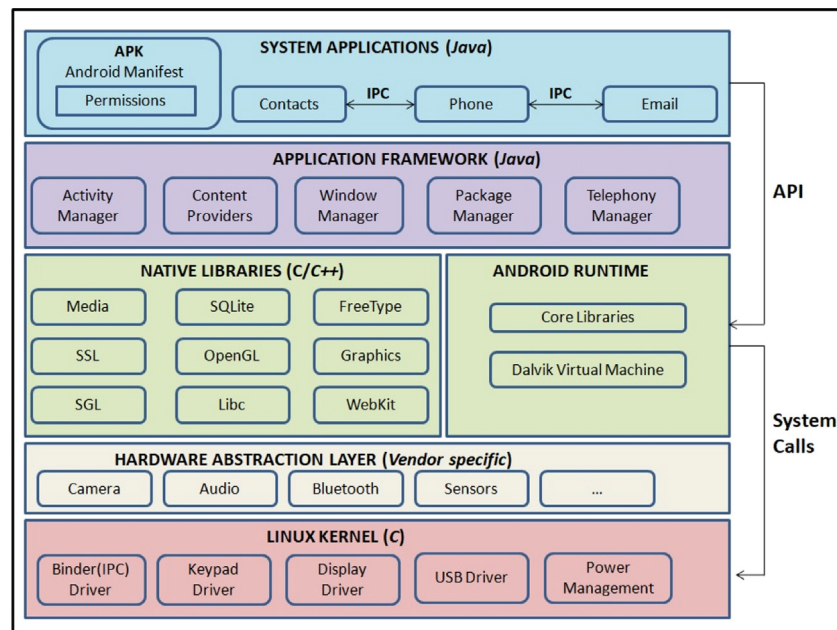 APK
Android Manifest
Permissions
SYSTEM APPLICATIONS (Java)
Contacts
IPC
Phone
IPC
Email
API
APPLICATION FRAMEWORK (Java)
Activity
Manager
Content
Providers
Window
Manager
Package
Manager
Telephony
Manager
NATIVE LIBRARIES (C/C++)
Media
SQLite
FreeType
SSL
OpenGL
Graphics
SGL
Libc
WebKit
ANDROID RUNTIME
Core Libraries
Dalvik Virtual Machine
System
Calls
HARDWARE ABSTRACTION LAYER (Vendor specific)
Camera
Audio
Bluetooth
Sensors
...
LINUX KERNEL (C)
Binder(IPC)
Driver
Keypad
Driver
Display
Driver
USB Driver
Power
Management